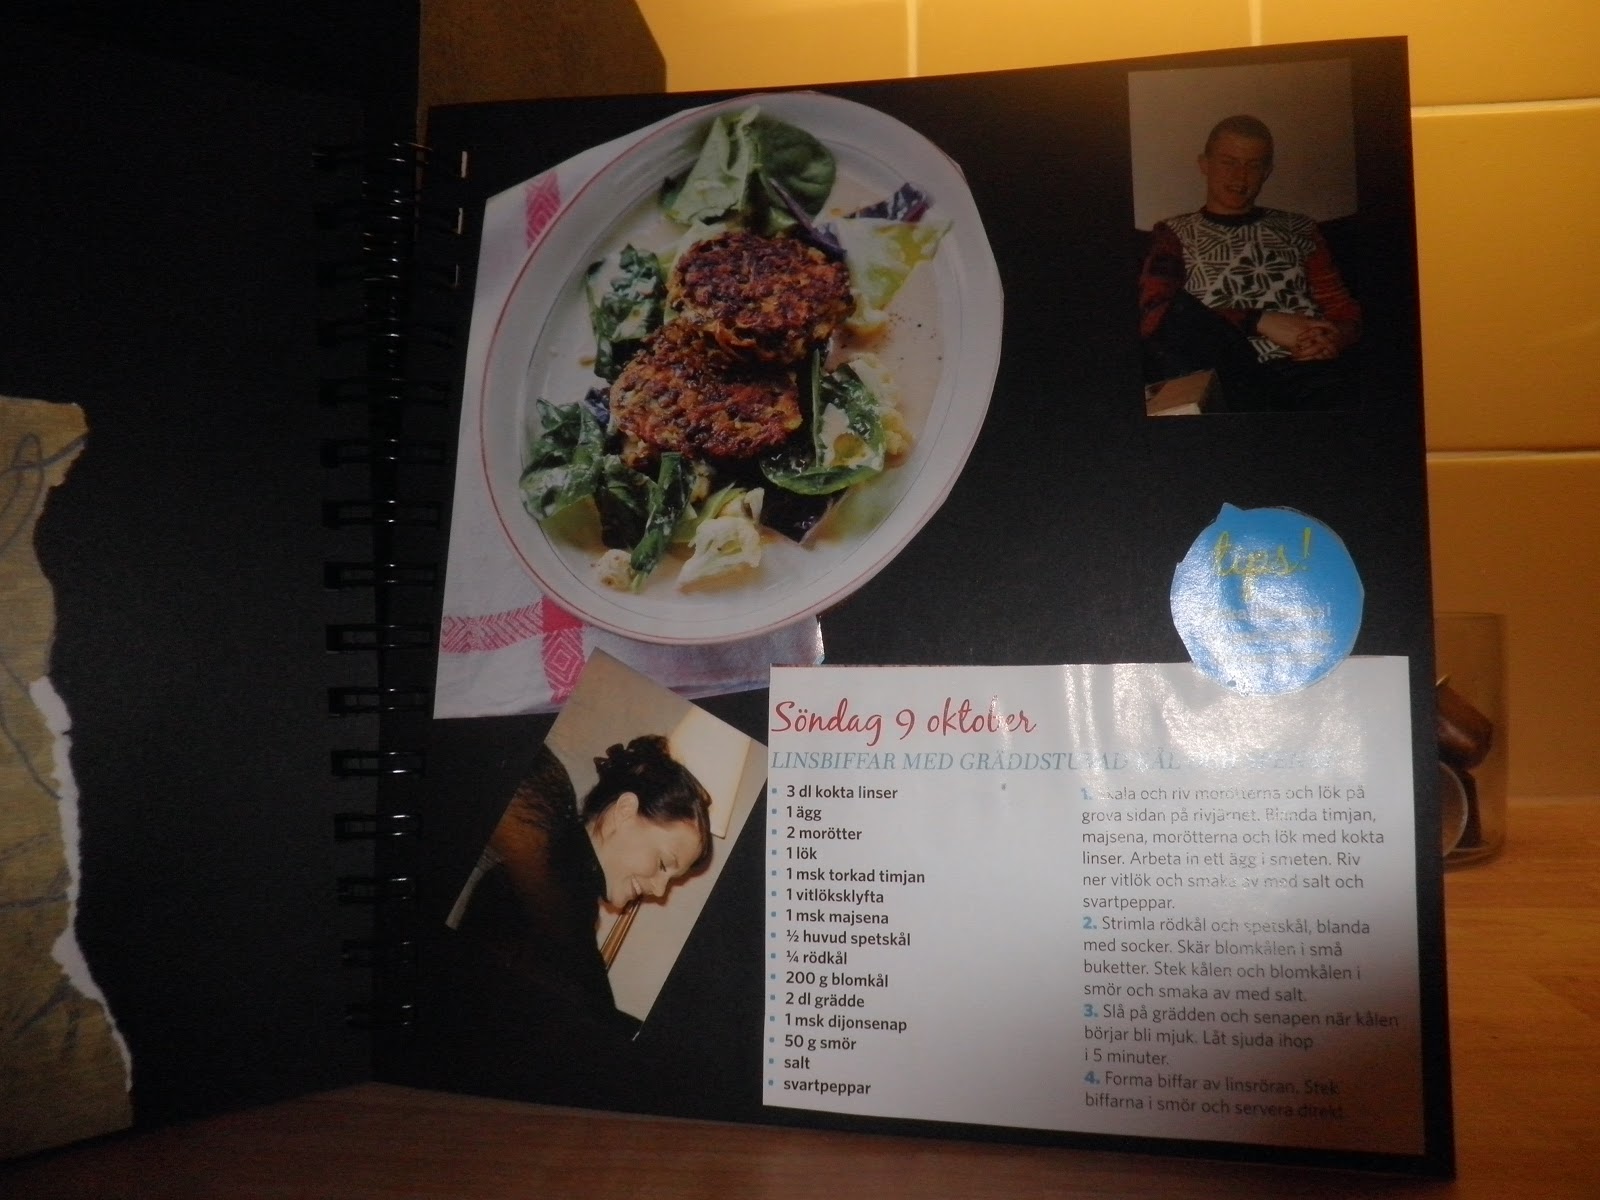 tips!
Söndag 9 oktober
LINSBIFFAR MED GRÄDDSTUVAD
• 3 dl kokta linser
• 1 ägg
• 2 morötter
• 1 lök
• 1 msk torkad timjan
• 1 vitlöksklyfta
• 1 msk majsena
• ½ huvud spetskål
• ¼ rödkål
• 200 g blomkål
• 2 dl grädde
• 1 msk dijonsenap
• 50 g smör
• salt
• svartpeppar
1. Skala och riv morötterna och lök på
grova sidan på rivjärnet. Blanda timjan,
majsena, morötterna och lök med kokta
linser. Arbeta in ett ägg i smeten. Riv
ner vitlök och smaka av med salt och
svartpeppar.
2. Strimla rödkål och spetskål, blanda
med socker. Skär blomkålen i små
buketter. Stek kålen och blomkålen i
smör och smaka av med salt.
3. Slå på grädden och senapen när kålen
börjar bli mjuk. Låt sjuda ihop
i 5 minuter.
4. Forma biffar av linsröran. Stek
biffarna i smör och servera direkt.